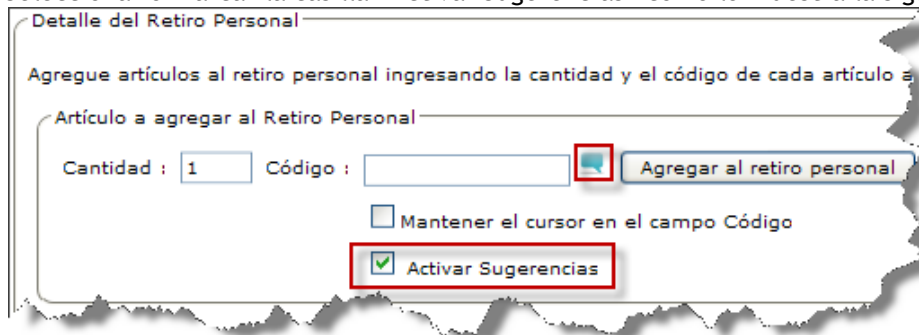 Detalle del Retiro Personal
Agregue artículos al retiro personal ingresando la cantidad y el código de cada artículo a
Artículo a agregar al Retiro Personal
Cantidad : 1 Código : Agregar al retiro personal
Mantener el cursor en el campo Código
Activar Sugerencias